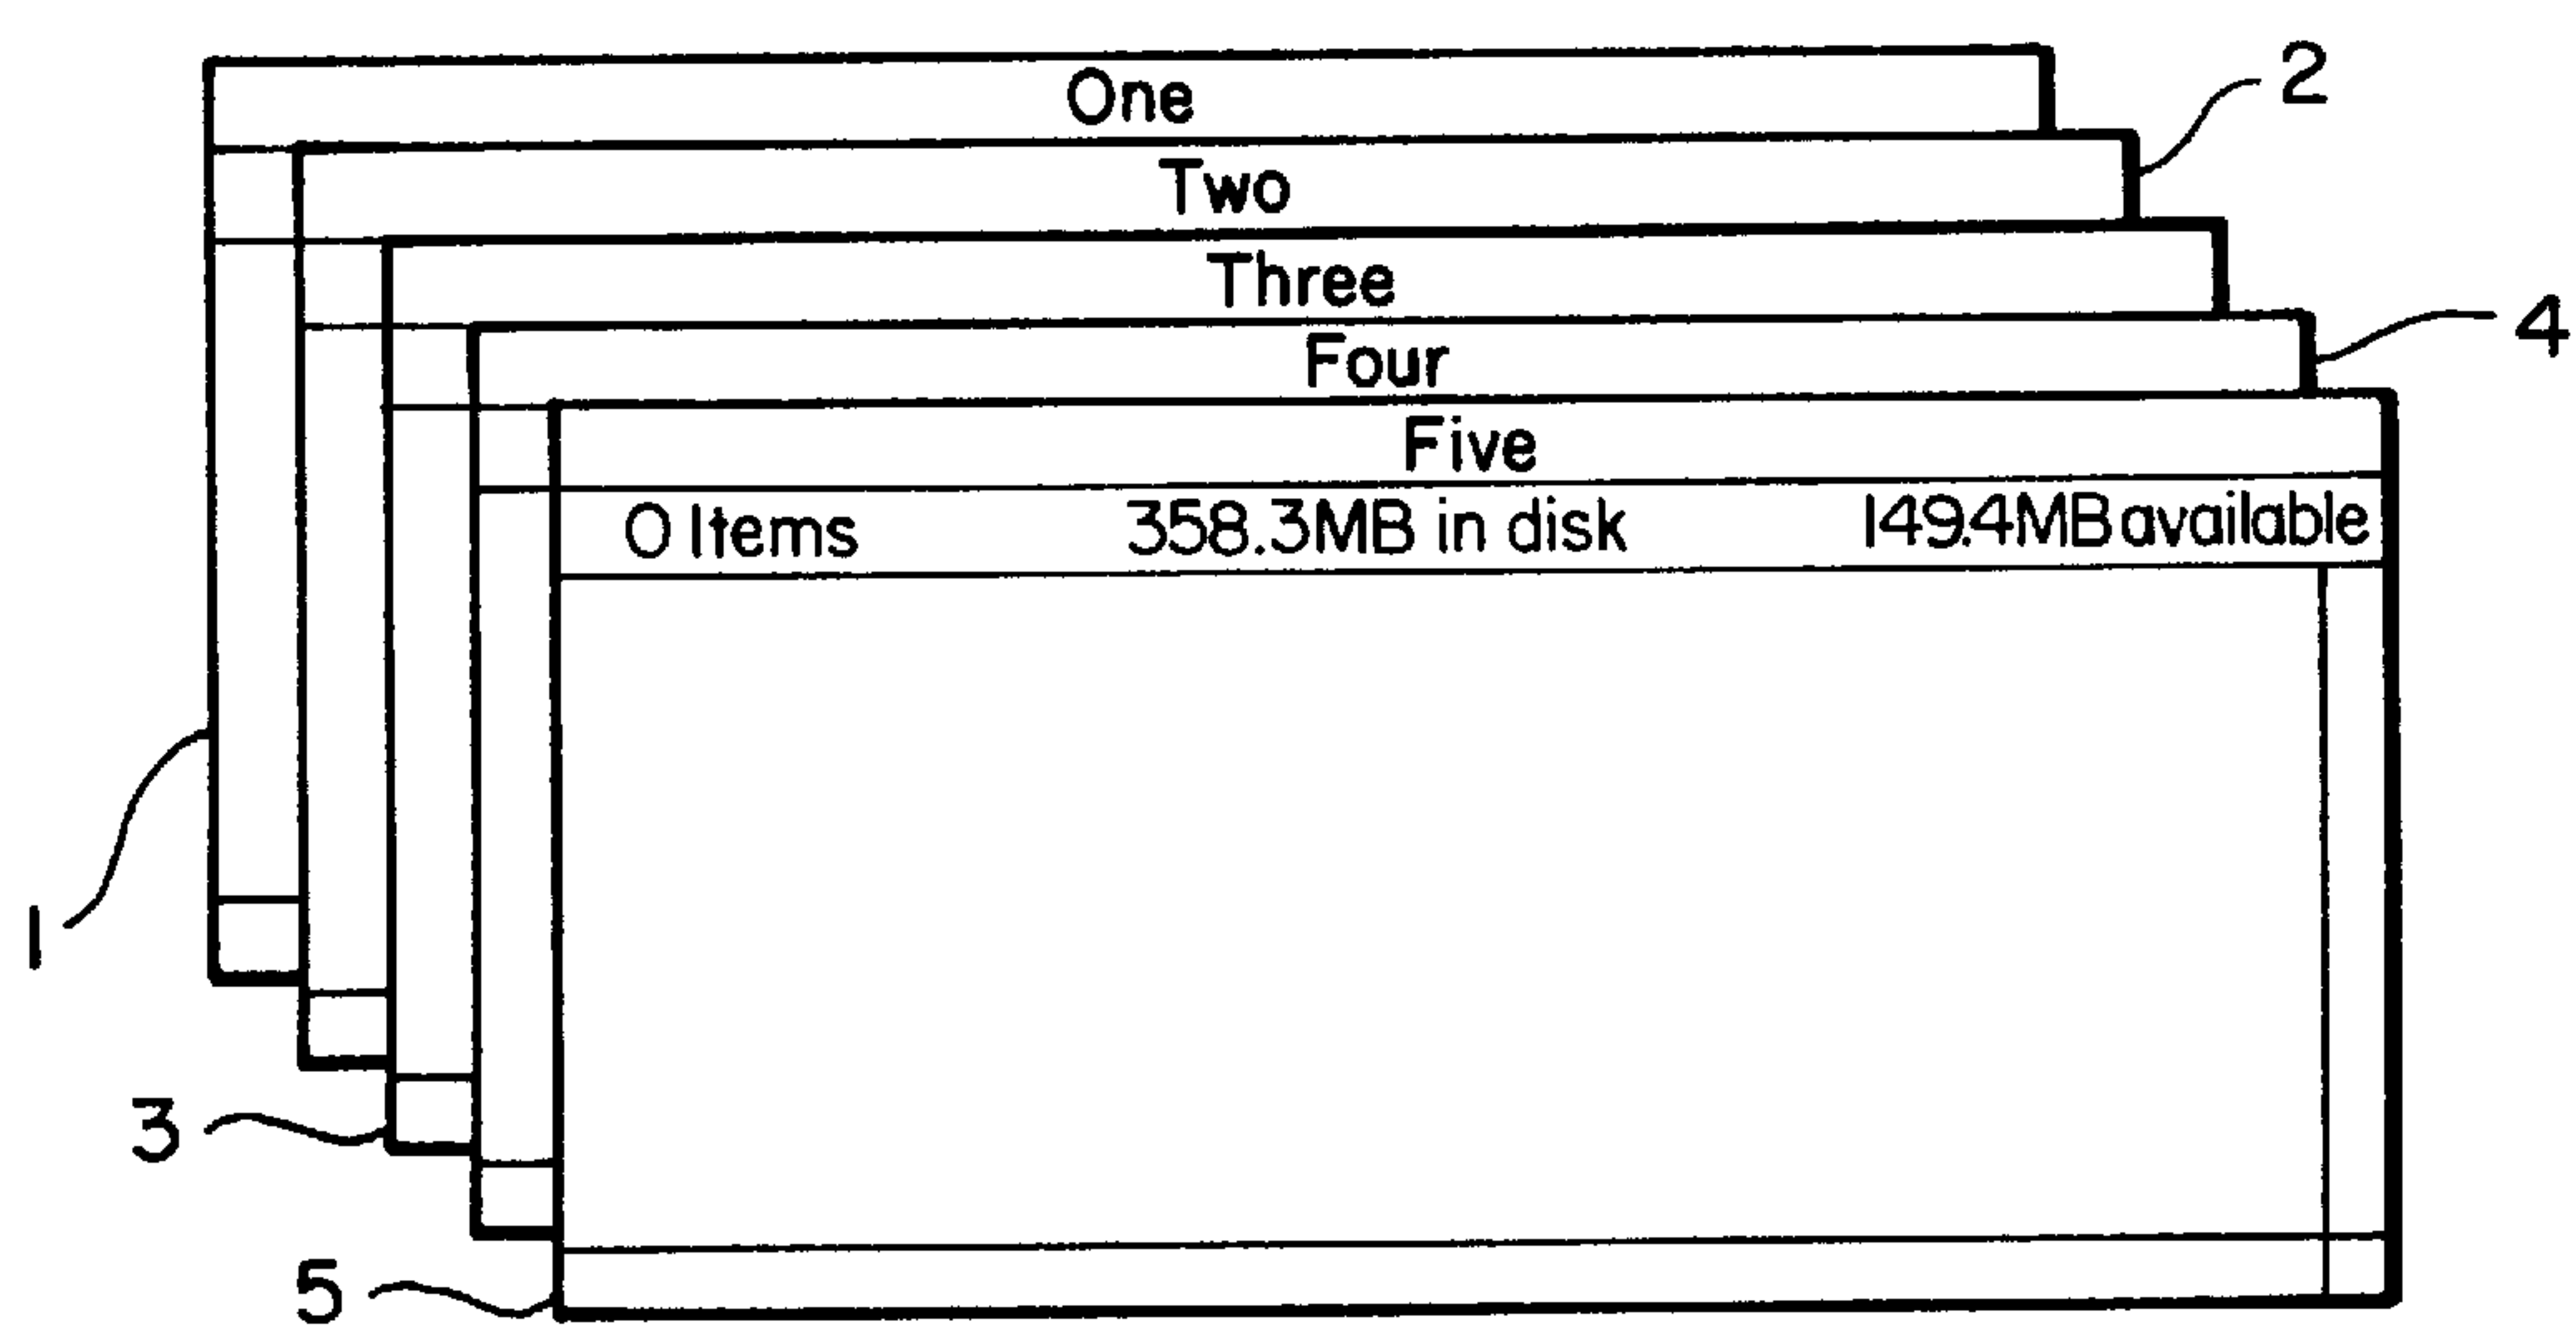 One
2
Two
Three
4
Four
Five
0 Items 358.3MB in disk 149.4MB available
1
3
5